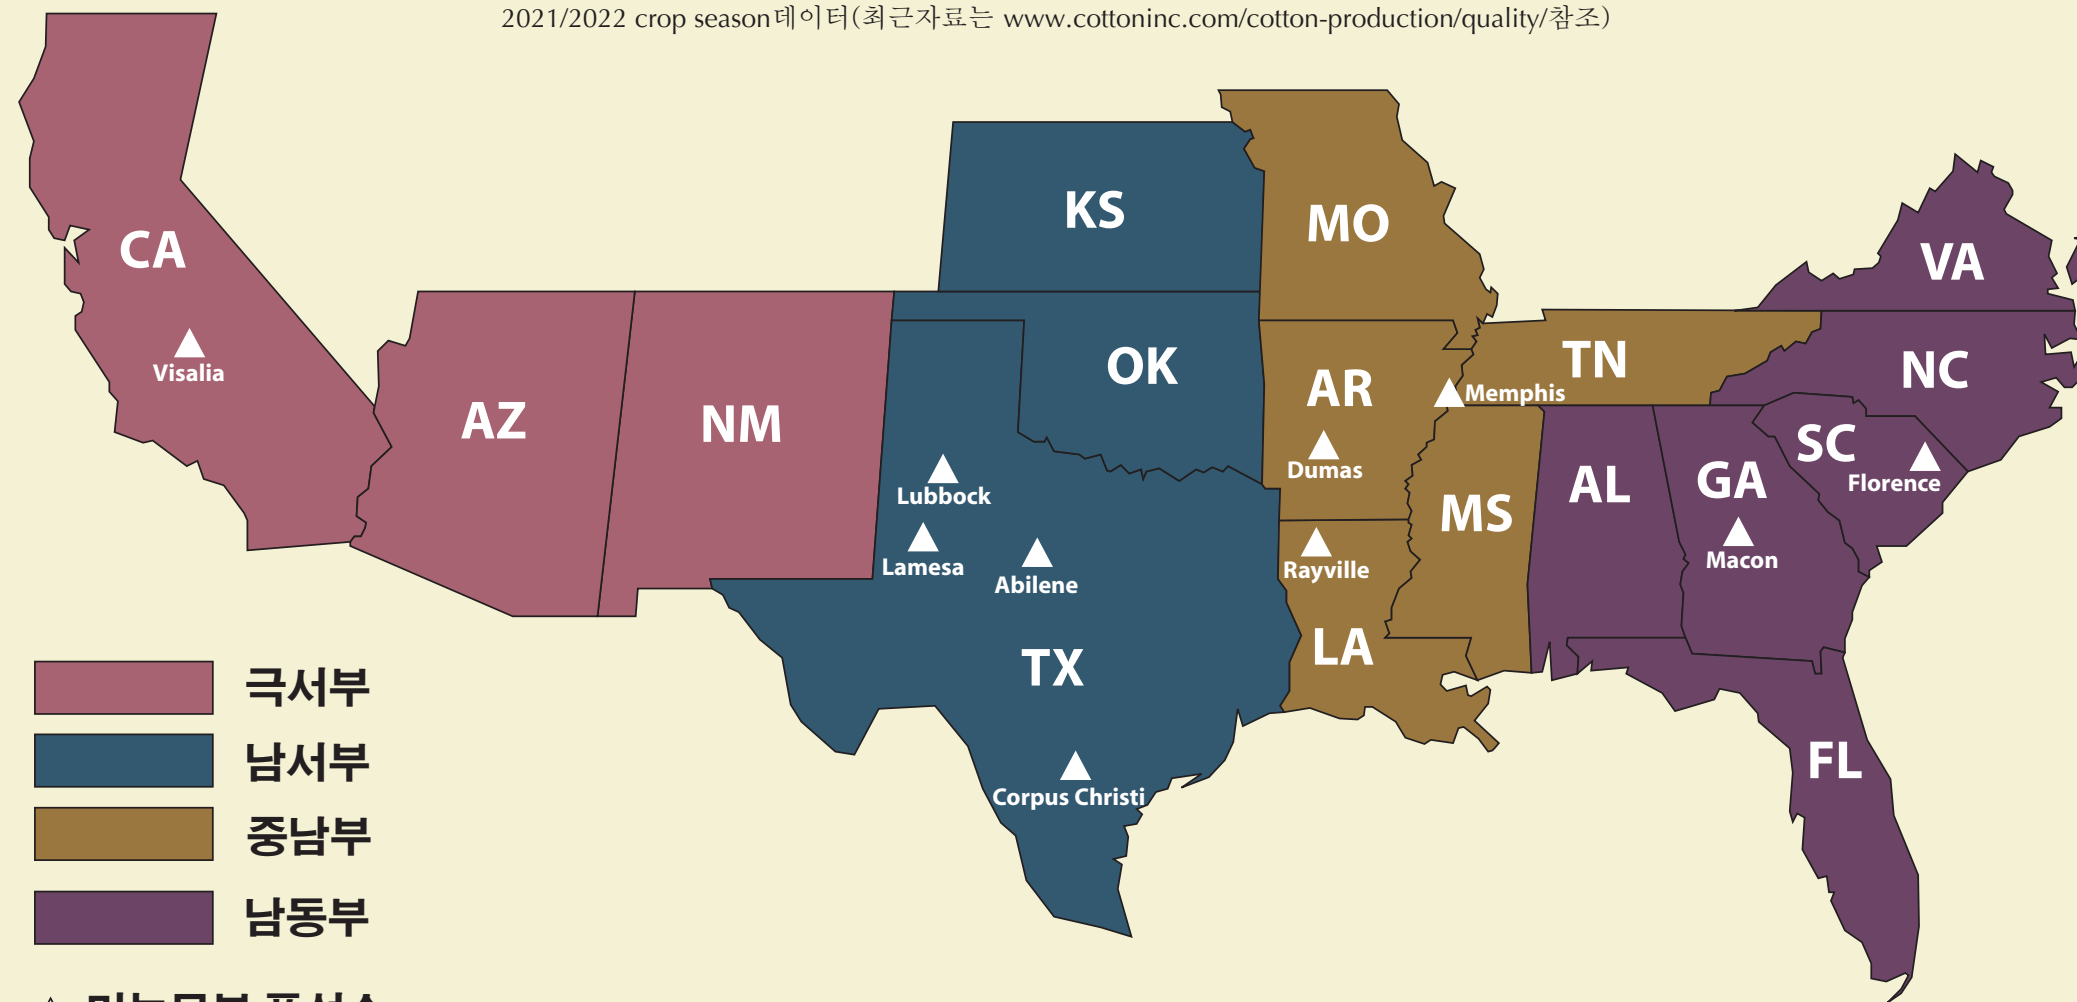 2021/2022 crop season데이터(최근자료는 www.cottoninc.com/cotton-production/quality/참조)
KS
MO
CA
VA
Visalia
OK
TN
NC
AR
Memphis
AZ
NM
SC
Dumas
Lubbock
AL
GA
Florence
MS
Lamesa
Abilene
Rayville
Macon
LA
TX
극서부
남서부
FL
Corpus Christi
중남부
남동부